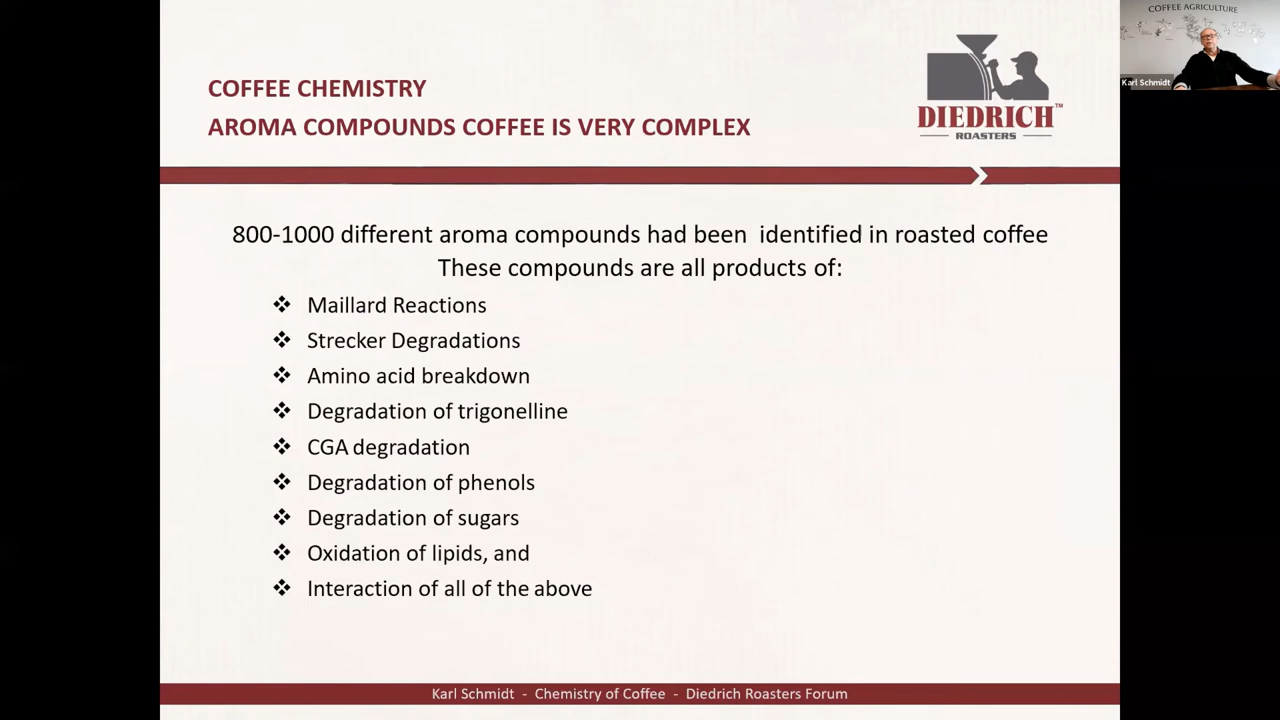 COFFEE AGRICULTURE
Karl Schmidt
COFFEE CHEMISTRY
AROMA COMPOUNDS COFFEE IS VERY COMPLEX
DIEDRICH™
ROASTERS
800-1000 different aroma compounds had been identified in roasted coffee
These compounds are all products of:
❖ Maillard Reactions
❖ Strecker Degradations
❖ Amino acid breakdown
❖ Degradation of trigonelline
❖ CGA degradation
❖ Degradation of phenols
❖ Degradation of sugars
❖ Oxidation of lipids, and
❖ Interaction of all of the above
Karl Schmidt - Chemistry of Coffee - Diedrich Roasters Forum